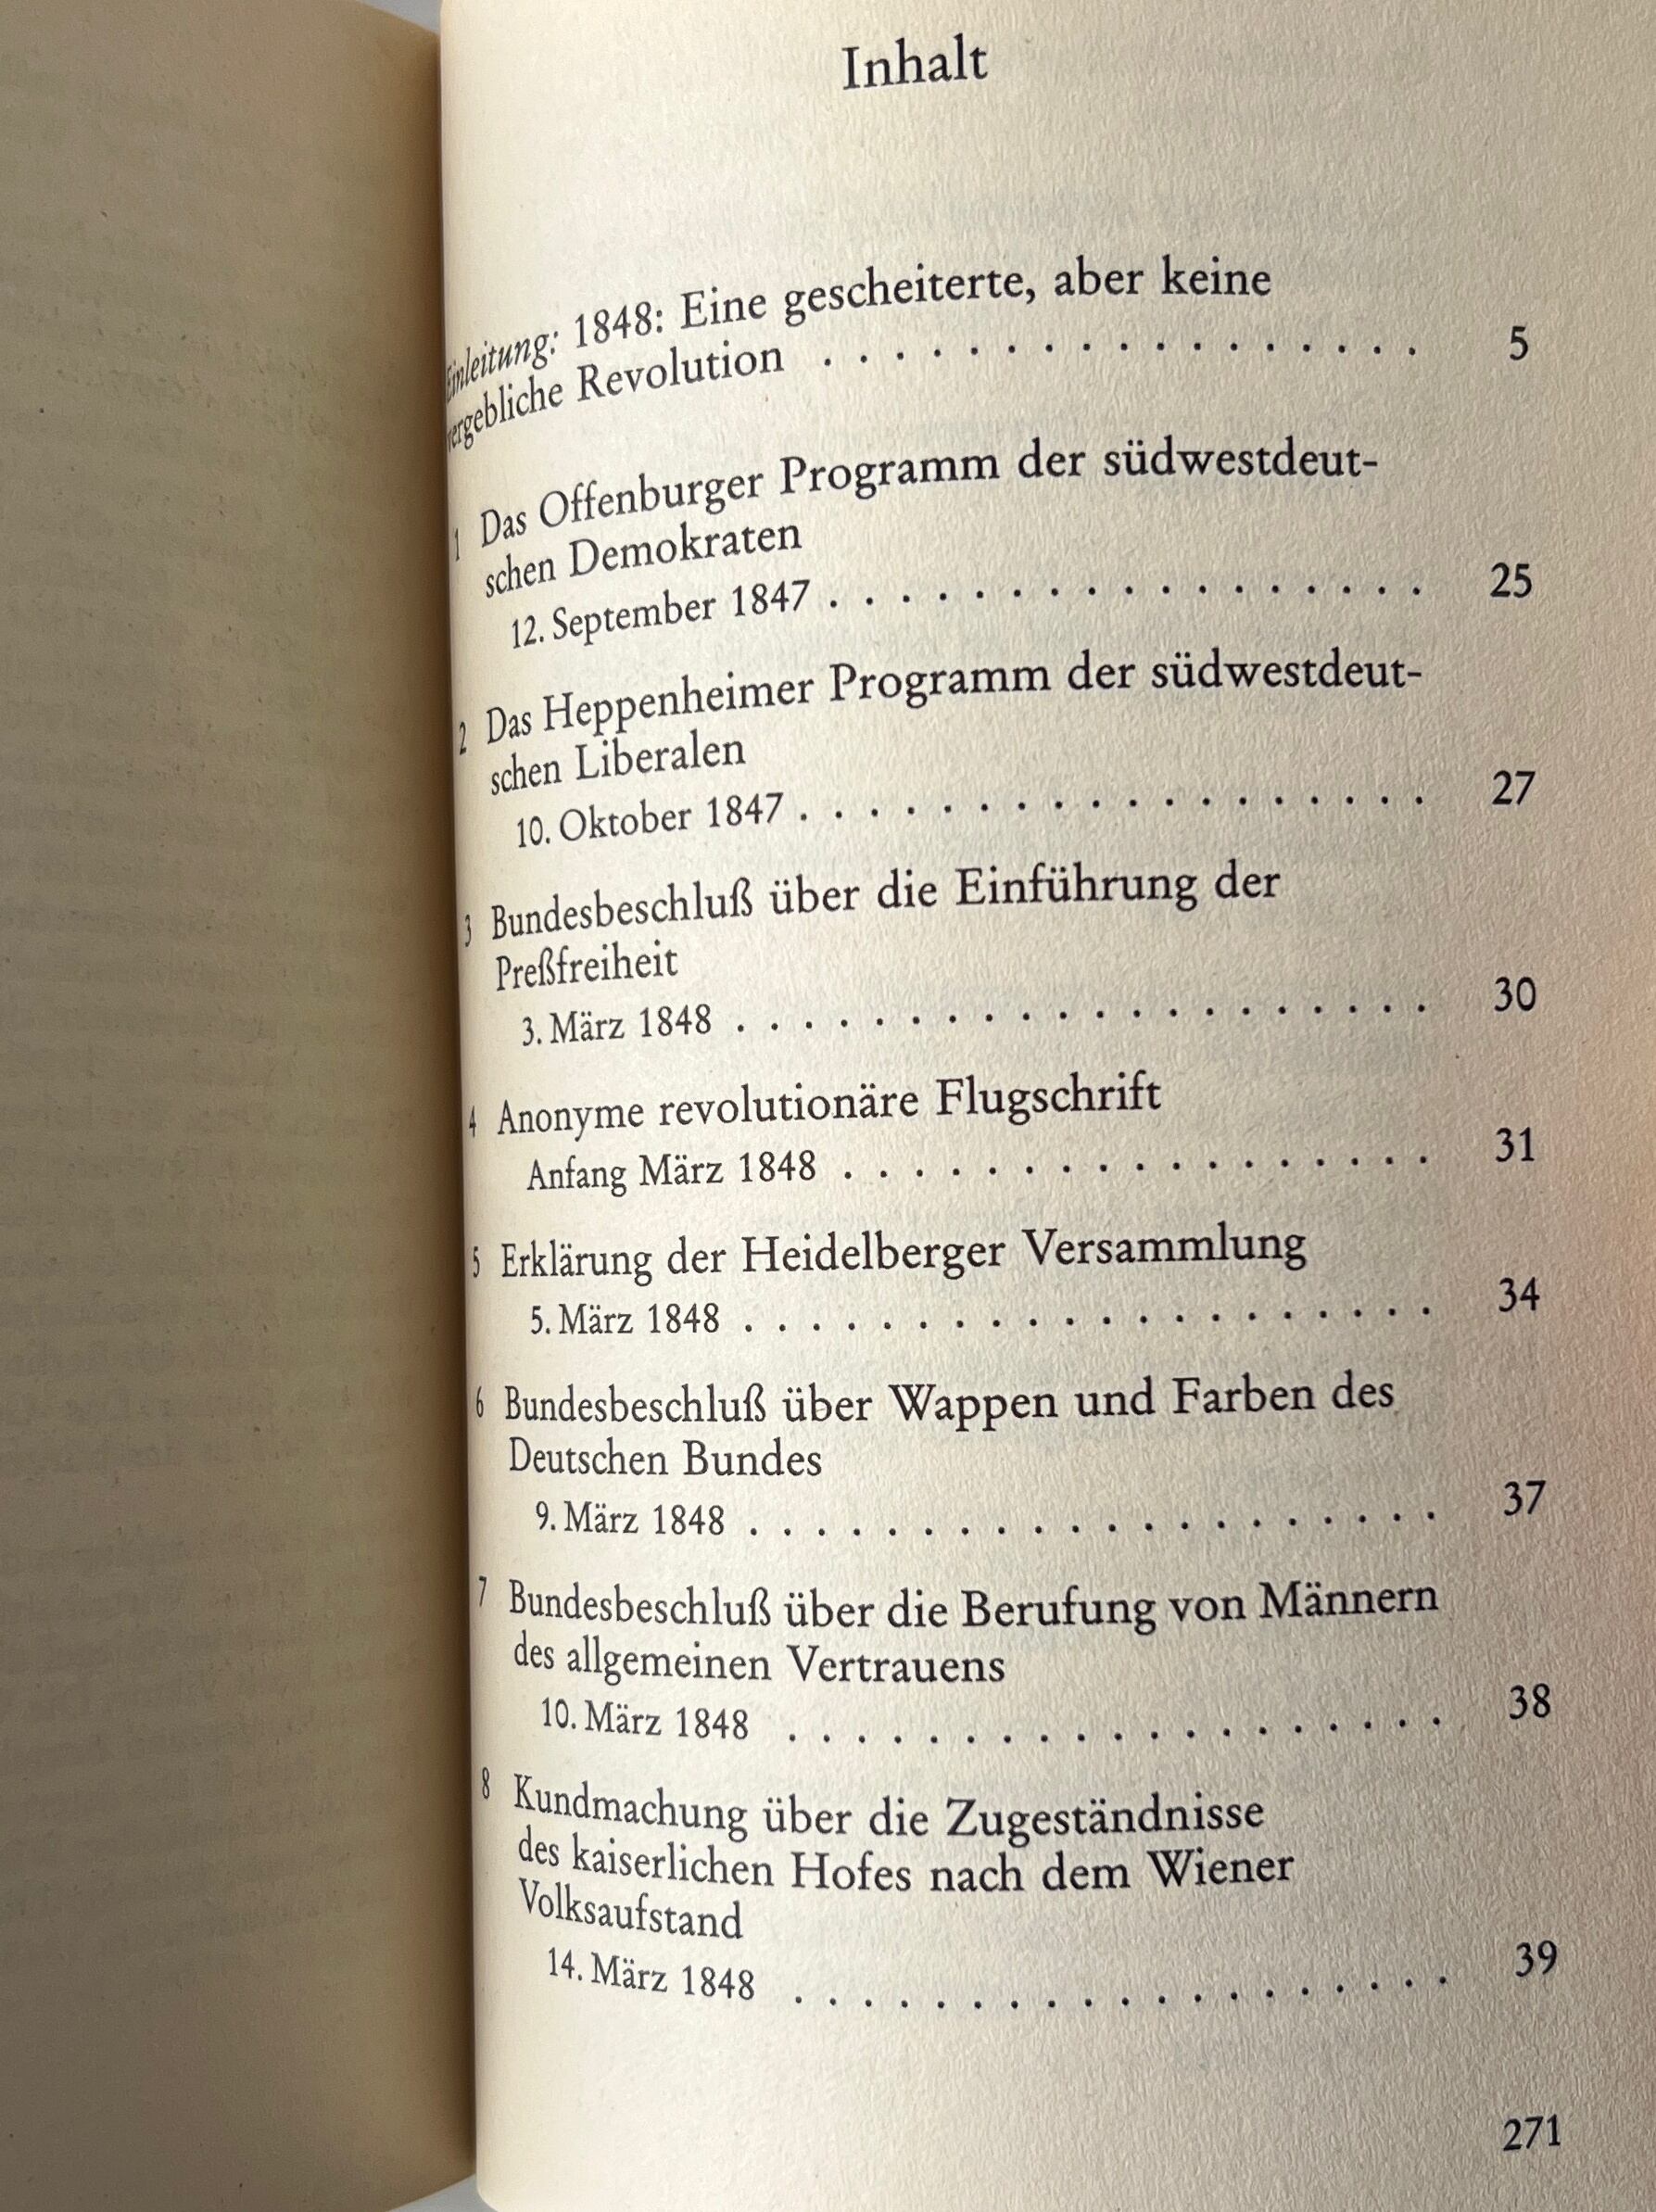 Inhalt
Einleitung: 1848: Eine gescheiterte, aber keine
vergebliche Revolution . . . . . . . . . . . . . . . . . 5
1 Das Offenburger Programm der südwestdeut-
schen Demokraten
12. September 1847 . . . . . . . . . . . . . . . . . 25
2 Das Heppenheimer Programm der südwestdeut-
schen Liberalen
10. Oktober 1847 . . . . . . . . . . . . . . . . . . 27
3 Bundesbeschluß über die Einführung der
Preßfreiheit
3. März 1848 . . . . . . . . . . . . . . . . . . . . 30
4 Anonyme revolutionäre Flugschrift
Anfang März 1848 . . . . . . . . . . . . . . . . . 31
5 Erklärung der Heidelberger Versammlung
5. März 1848 . . . . . . . . . . . . . . . . . . . . 34
6 Bundesbeschluß über Wappen und Farben des
Deutschen Bundes
9. März 1848 . . . . . . . . . . . . . . . . . . . . 37
7 Bundesbeschluß über die Berufung von Männern
des allgemeinen Vertrauens
10. März 1848 . . . . . . . . . . . . . . . . . . . 38
8 Kundmachung über die Zugeständnisse
des kaiserlichen Hofes nach dem Wiener
Volksaufstand
14. März 1848 . . . . . . . . . . . . . . . . . . . 39
271